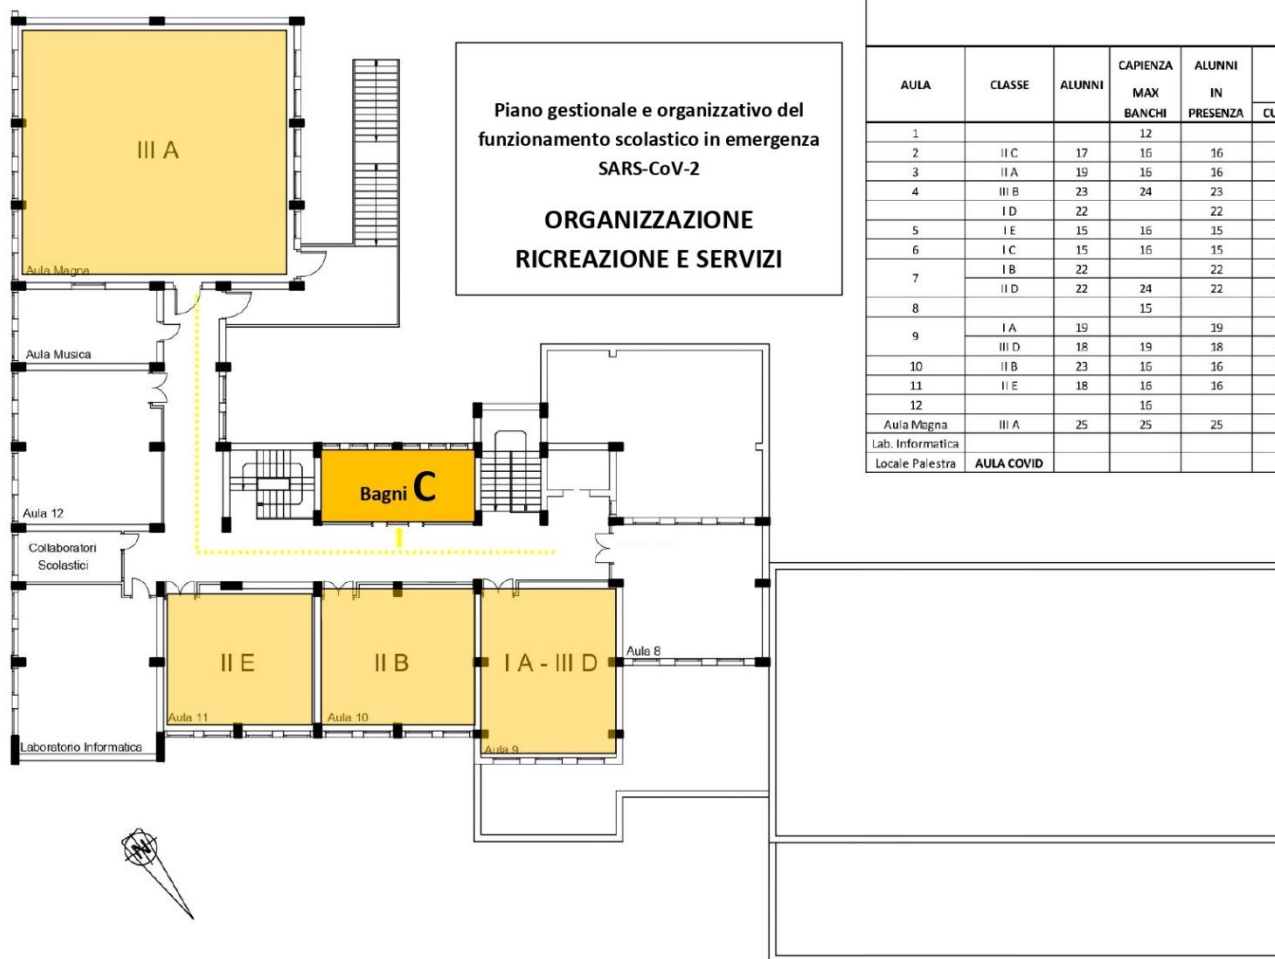 Piano gestionale e organizzativo del
funzionamento scolastico in emergenza
SARS-CoV-2
ORGANIZZAZIONE
RICREAZIONE E SERVIZI
III A
Aula Magna
Aula Musica
Aula 12
Collaboratori
Scolastici
Laboratorio Informatica
Bagni C
II E
Aula 11
II B
Aula 10
I A - III D
Aula 9
Aula 8
N
AULA CLASSE ALUNNI CAPIENZA MAX BANCHI ALUNNI IN PRESENZA CU
1 12
2 II C 17 16 16
3 II A 19 16 16
4 III B 23 24 23
I D 22 22
5 I E 15 16 15
6 I C 15 16 15
7 I B 22 22
II D 22 24 22
8 15
9 I A 19 19
III D 18 19 18
10 II B 23 16 16
11 II E 18 16 16
12 16
Aula Magna III A 25 25 25
Lab. Informatica
Locale Palestra AULA COVID